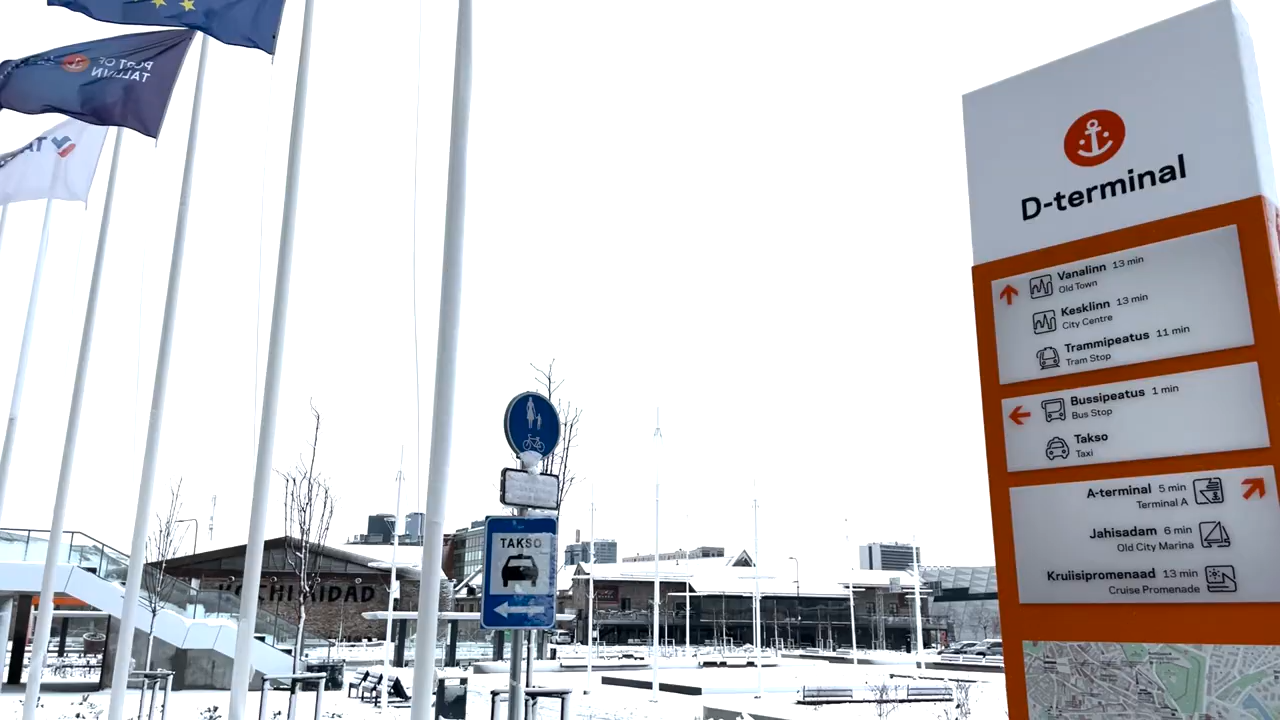 PORT OF
TALLINN
TA
TAKSO
D-terminal
Vanalinn 13 min
Old Town
Kesklinn 13 min
City Centre
Trammipeatus 11 min
Tram Stop
Bussipeatus 1 min
Bus Stop
Takso
Taxi
A-terminal 5 min
Terminal A
Jahisadam 6 min
Old City Marina
Kruiisipromenaad 13 min
Cruise Promenade